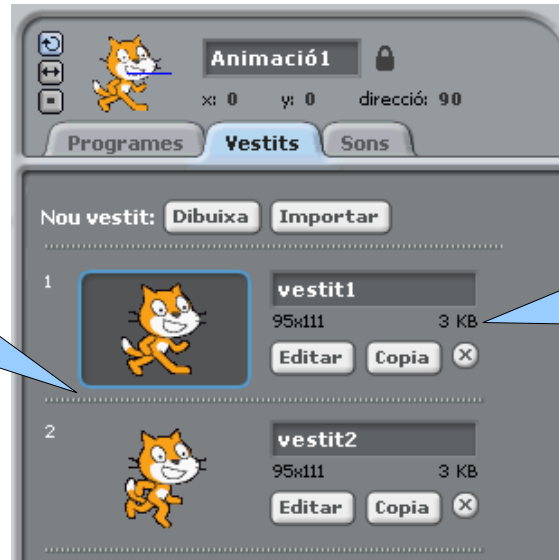 Animació1
x: 0 y: 0 direcció: 90
Programes Vestits Sons
Nou vestit: Dibuixa Importar
1
vestit1
95x111 3 KB
Editar Copia
2
vestit2
95x111 3 KB
Editar Copia